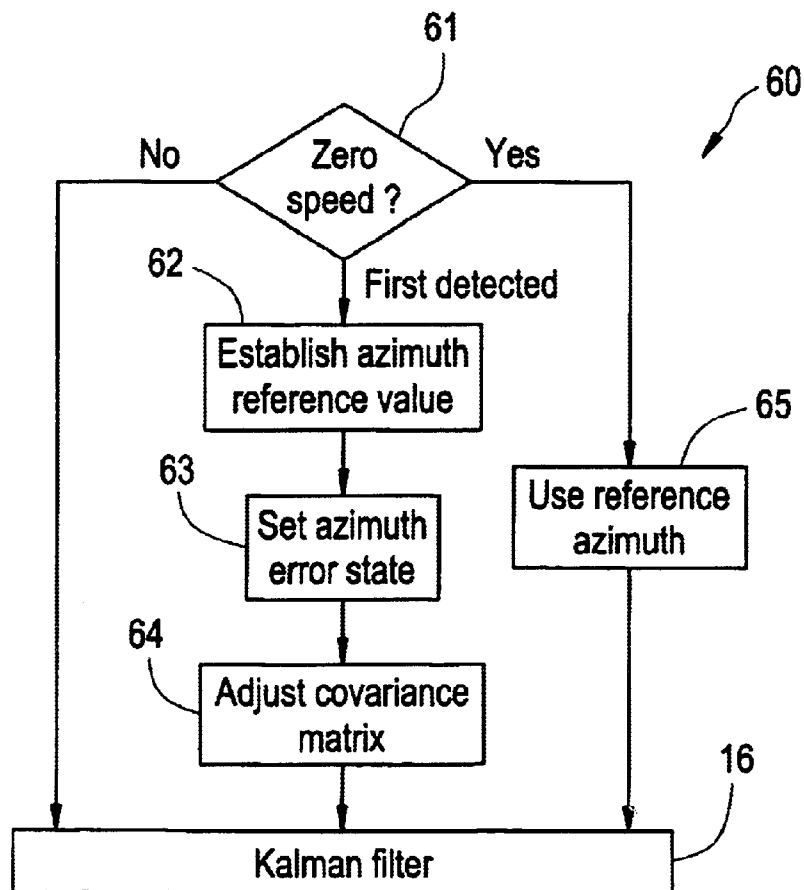 61
60
No
Zero
speed ?
Yes
62
First detected
Establish azimuth
reference value
65
63
Set azimuth
error state
Use reference
azimuth
64
Adjust covariance
matrix
16
Kalman filter